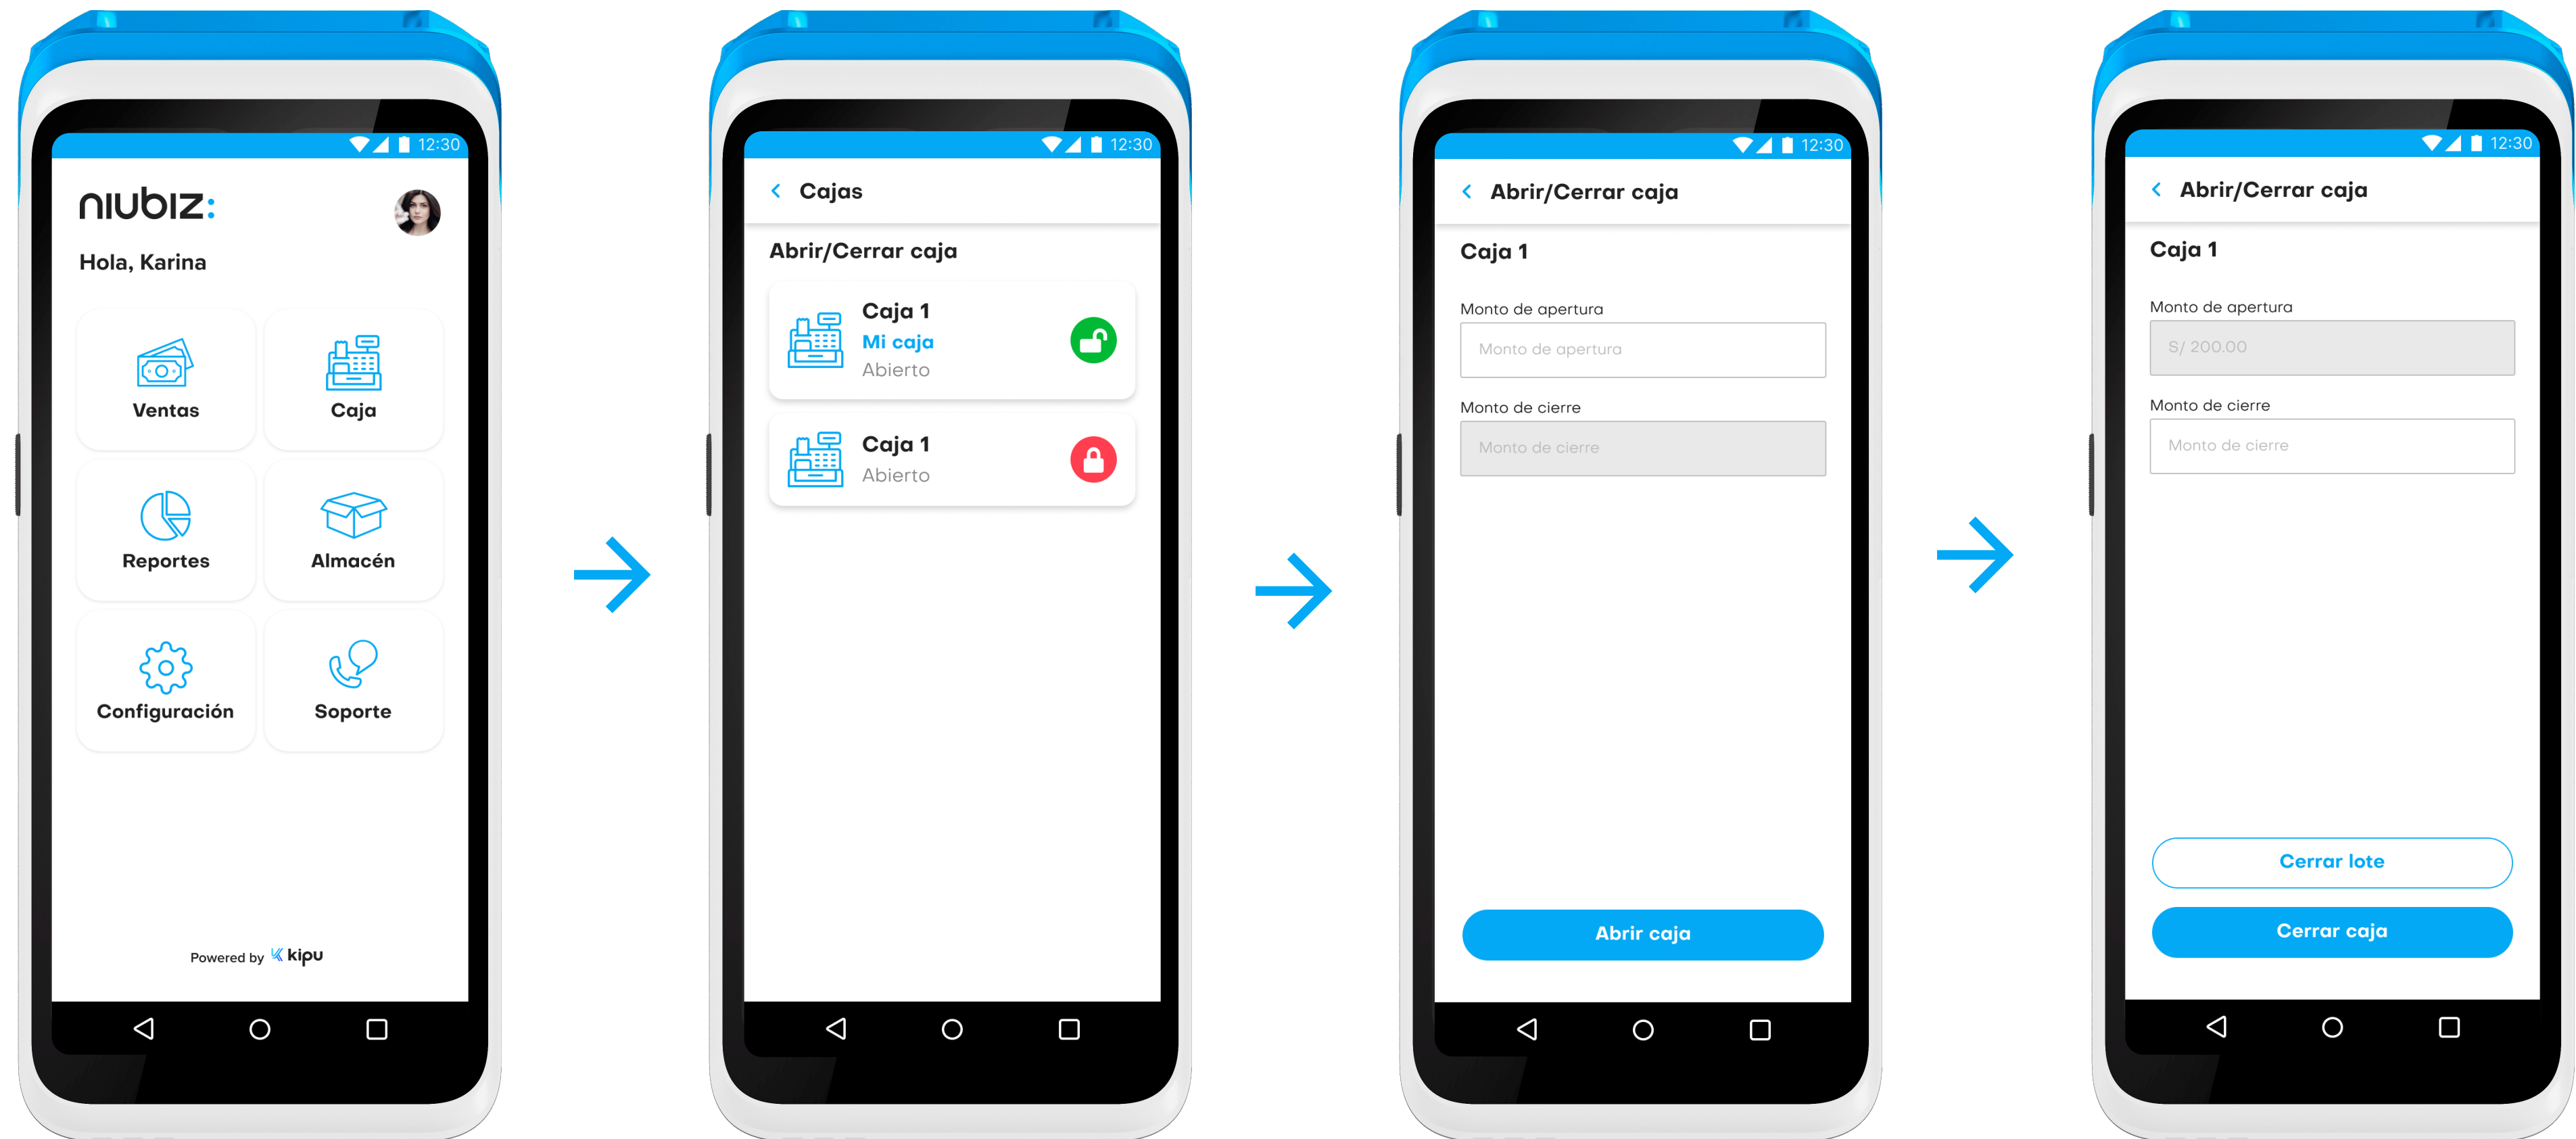 12:30
niubiz:
Hola, Karina
Ventas
Caja
Reportes
Almacén
Configuración
Soporte
Powered by kipu
12:30
Cajas
Abrir/Cerrar caja
Caja 1
Mi caja
Abierto
Caja 1
Abierto
12:30
Abrir/Cerrar caja
Caja 1
Monto de apertura
Monto de apertura
Monto de cierre
Monto de cierre
Abrir caja
12:30
Abrir/Cerrar caja
Caja 1
Monto de apertura
S/ 200.00
Monto de cierre
Monto de cierre
Cerrar lote
Cerrar caja